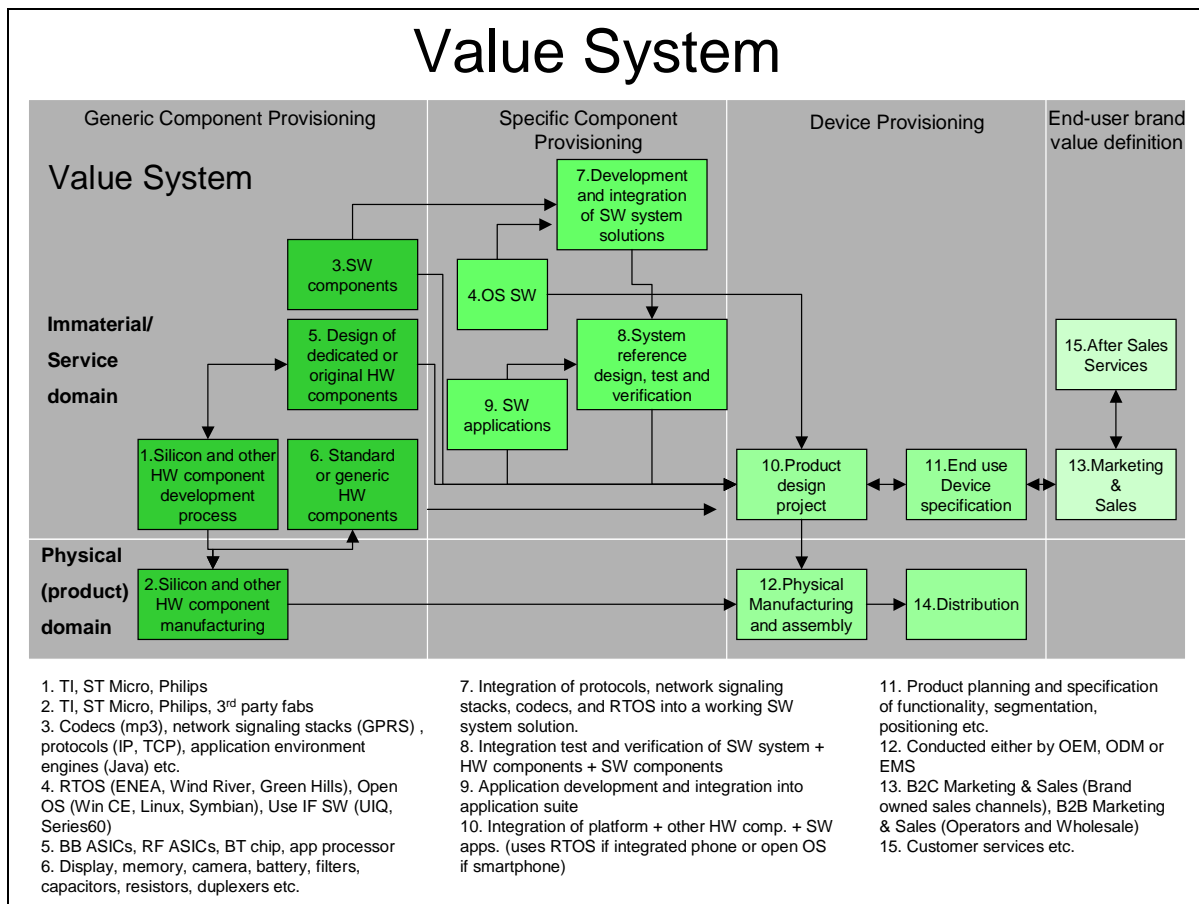 Value System
Generic Component Provisioning
Specific Component
Provisioning
Device Provisioning
End-user brand
value definition
Value System
7.Development
and integration
of SW system
solutions
3.SW
components
4.OS SW
Immaterial/
Service
domain
5. Design of
dedicated or
original HW
components
8.System
reference
design, test and
verification
15.After Sales
Services
9. SW
applications
1.Silicon and other
HW component
development
process
6. Standard
or generic
HW
components
10.Product
design
project
11.End use
Device
specification
13.Marketing
&
Sales
Physical
(product)
domain
2.Silicon and other
HW component
manufacturing
12.Physical
Manufacturing
and assembly
14.Distribution
1. TI, ST Micro, Philips
2. TI, ST Micro, Philips, 3rd party fabs
3. Codecs (mp3), network signaling stacks (GPRS) ,
protocols (IP, TCP), application environment
engines (Java) etc.
4. RTOS (ENEA, Wind River, Green Hills), Open
OS (Win CE, Linux, Symbian), Use IF SW (UIQ,
Series60)
5. BB ASICs, RF ASICs, BT chip, app processor
6. Display, memory, camera, battery, filters,
capacitors, resistors, duplexers etc.
7. Integration of protocols, network signaling
stacks, codecs, and RTOS into a working SW
system solution.
8. Integration test and verification of SW system +
HW components + SW components
9. Application development and integration into
application suite
10. Integration of platform + other HW comp. + SW
apps. (uses RTOS if integrated phone or open OS
if smartphone)
11. Product planning and specification
of functionality, segmentation,
positioning etc.
12. Conducted either by OEM, ODM or
EMS
13. B2C Marketing & Sales (Brand
owned sales channels), B2B Marketing
& Sales (Operators and Wholesale)
15. Customer services etc.